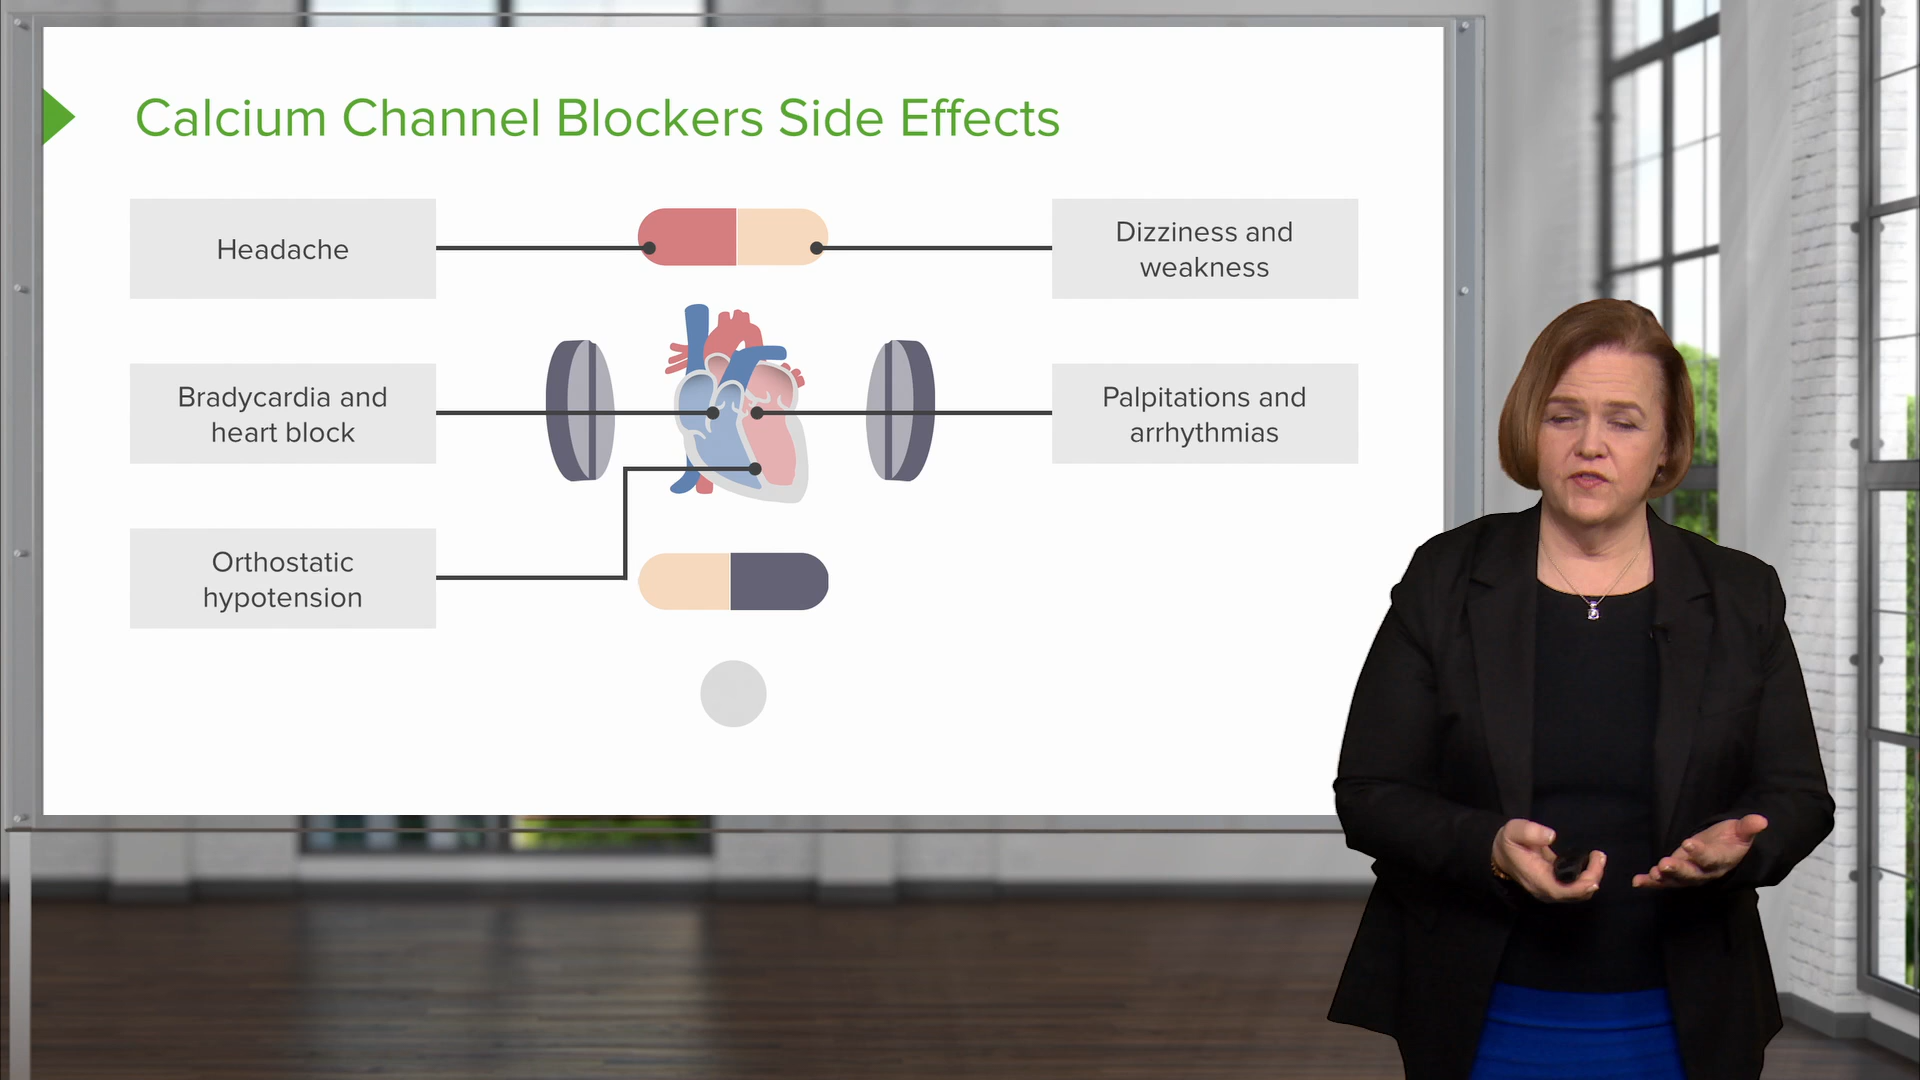 Calcium Channel Blockers Side Effects
Headache
Dizziness and
weakness
Bradycardia and
heart block
Palpitations and
arrhythmias
Orthostatic
hypotension